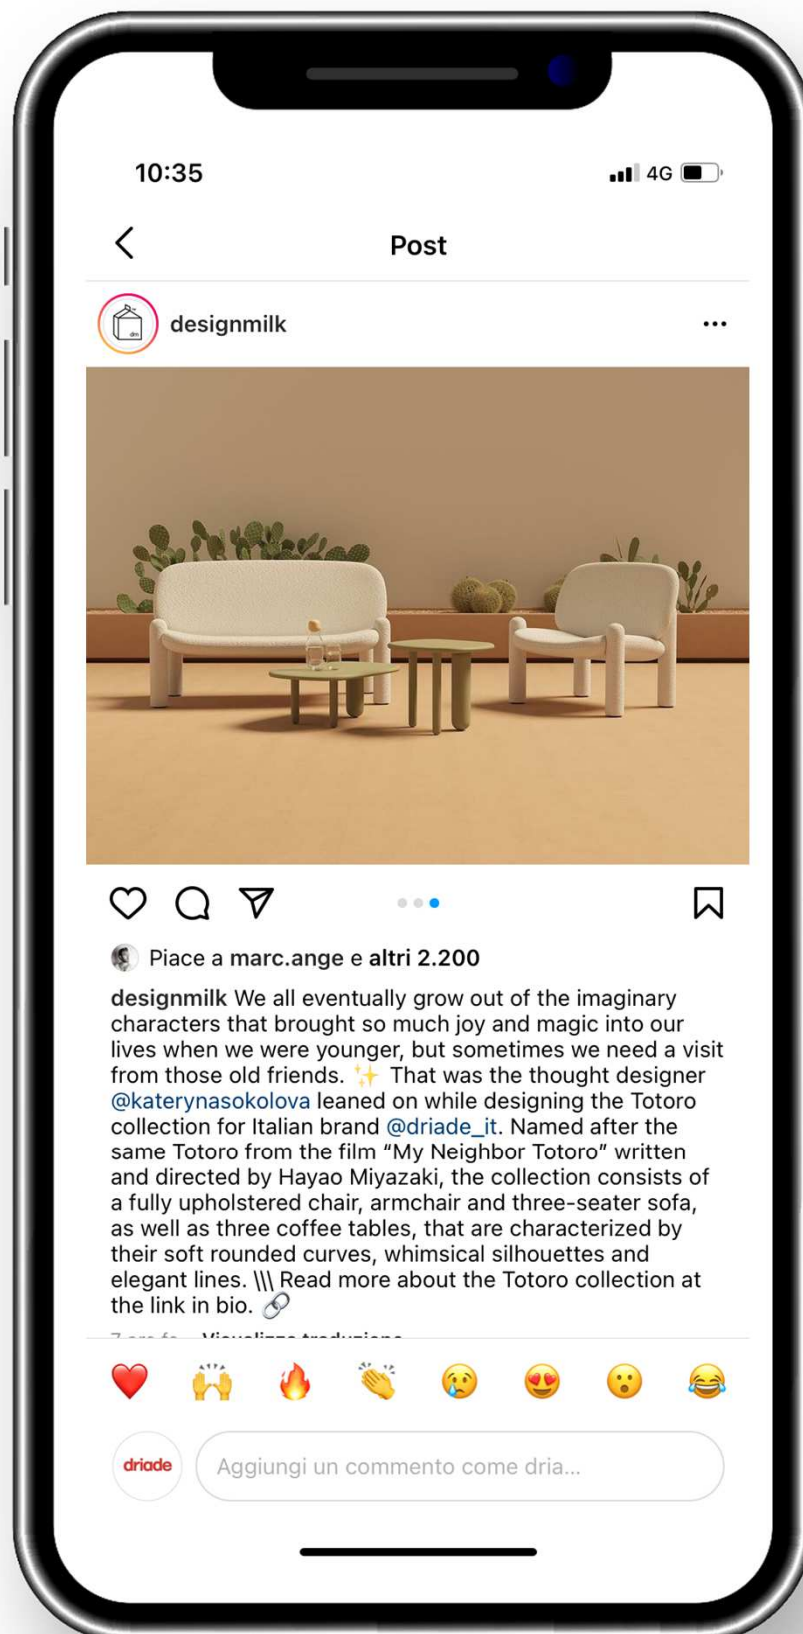 10:35
4G
Post
designmilk
Piace a marc.ange e altri 2.200
designmilk We all eventually grow out of the imaginary
characters that brought so much joy and magic into our
lives when we were younger, but sometimes we need a visit
from those old friends. ✨ That was the thought designer
@katerynasokolova leaned on while designing the Totoro
collection for Italian brand @driade_it. Named after the
same Totoro from the film “My Neighbor Totoro” written
and directed by Hayao Miyazaki, the collection consists of
a fully upholstered chair, armchair and three-seater sofa,
as well as three coffee tables, that are characterized by
their soft rounded curves, whimsical silhouettes and
elegant lines. \\\ Read more about the Totoro collection at
the link in bio. 🔗
Visualizza traduzione
driade
Aggiungi un commento come dria...